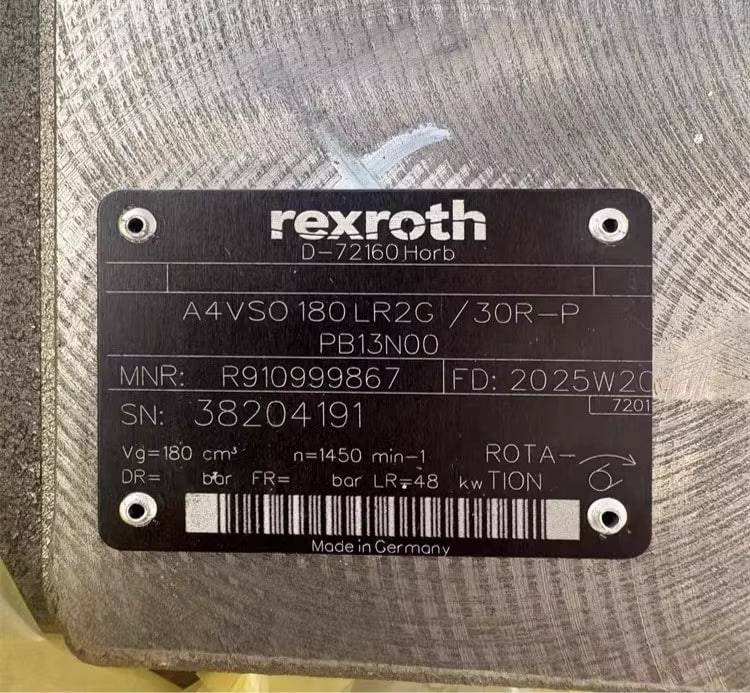 rexroth
D-72160 Horb
A4VSO 180 LR2G /30R-P
PB13N00
MNR: R910999867 FD: 2025W20
7201
SN: 38204191
Vg=180 cm³ n=1450 min-1 ROTA-
DR= bar FR= bar LR=48 kw TION
Made in Germany